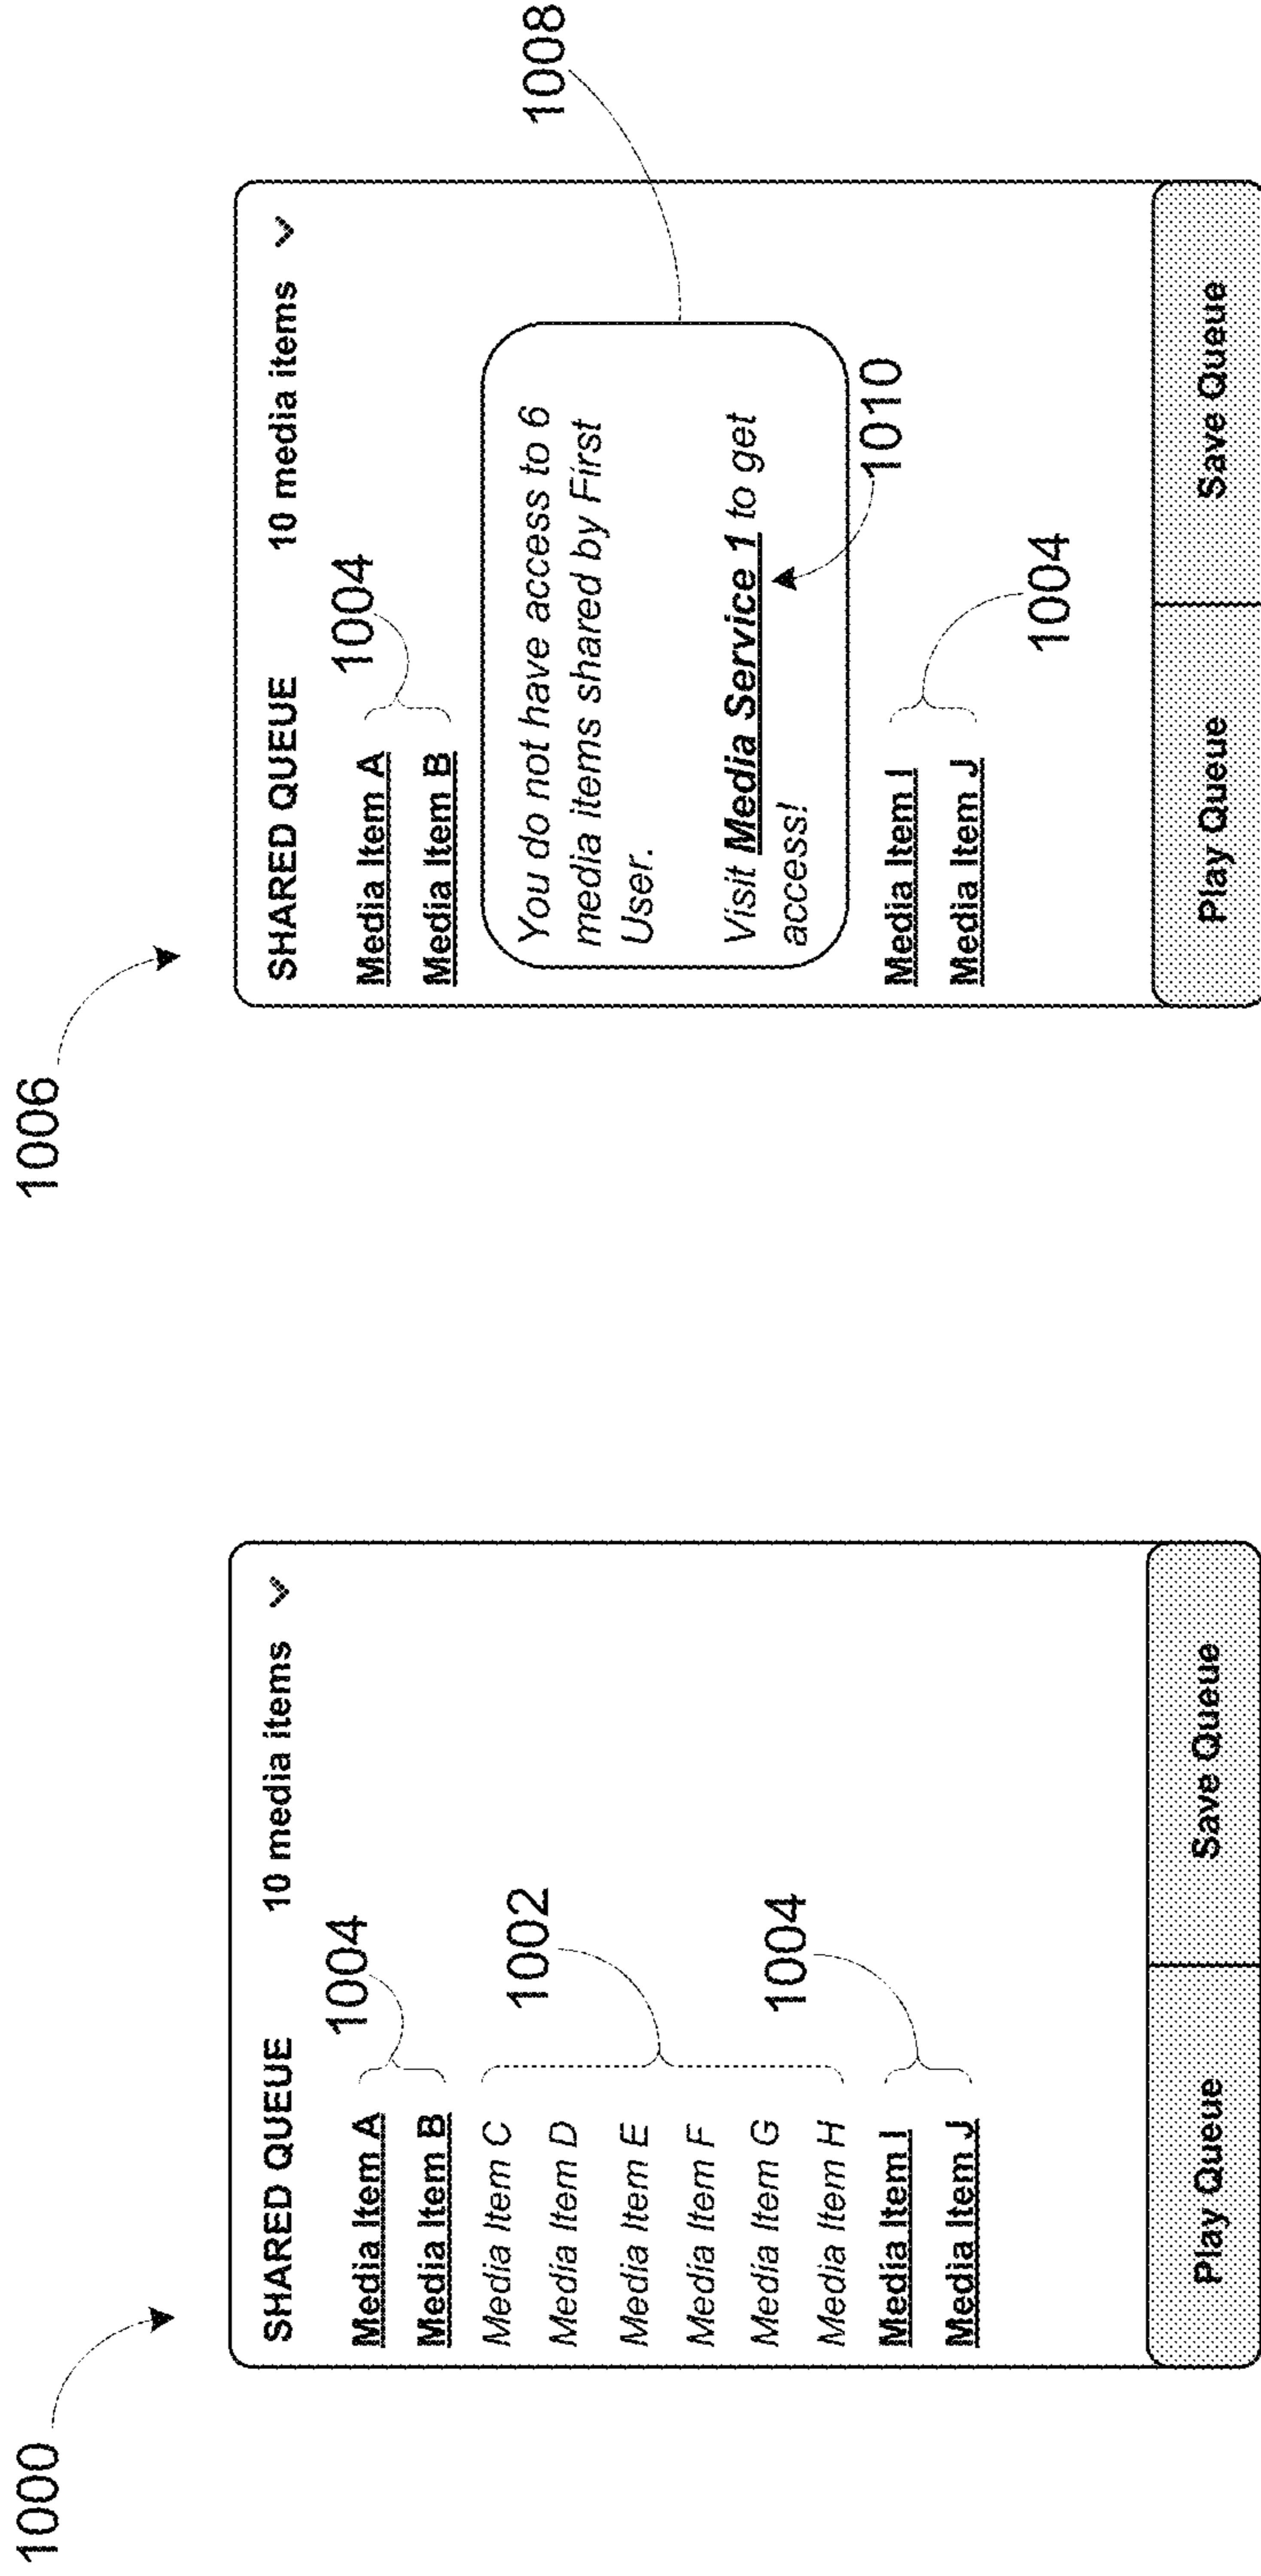 1000
SHARED QUEUE 10 media items
Media Item A
Media Item B
1004
Media Item C
Media Item D
Media Item E
Media Item F
Media Item G
Media Item H
1002
Media Item I
Media Item J
1004
Play Queue Save Queue
1006
SHARED QUEUE 10 media items
Media Item A
Media Item B
1004
You do not have access to 6
media items shared by First
User.
Visit Media Service 1 to get
access!
1008
1010
Media Item I
Media Item J
1004
Play Queue Save Queue